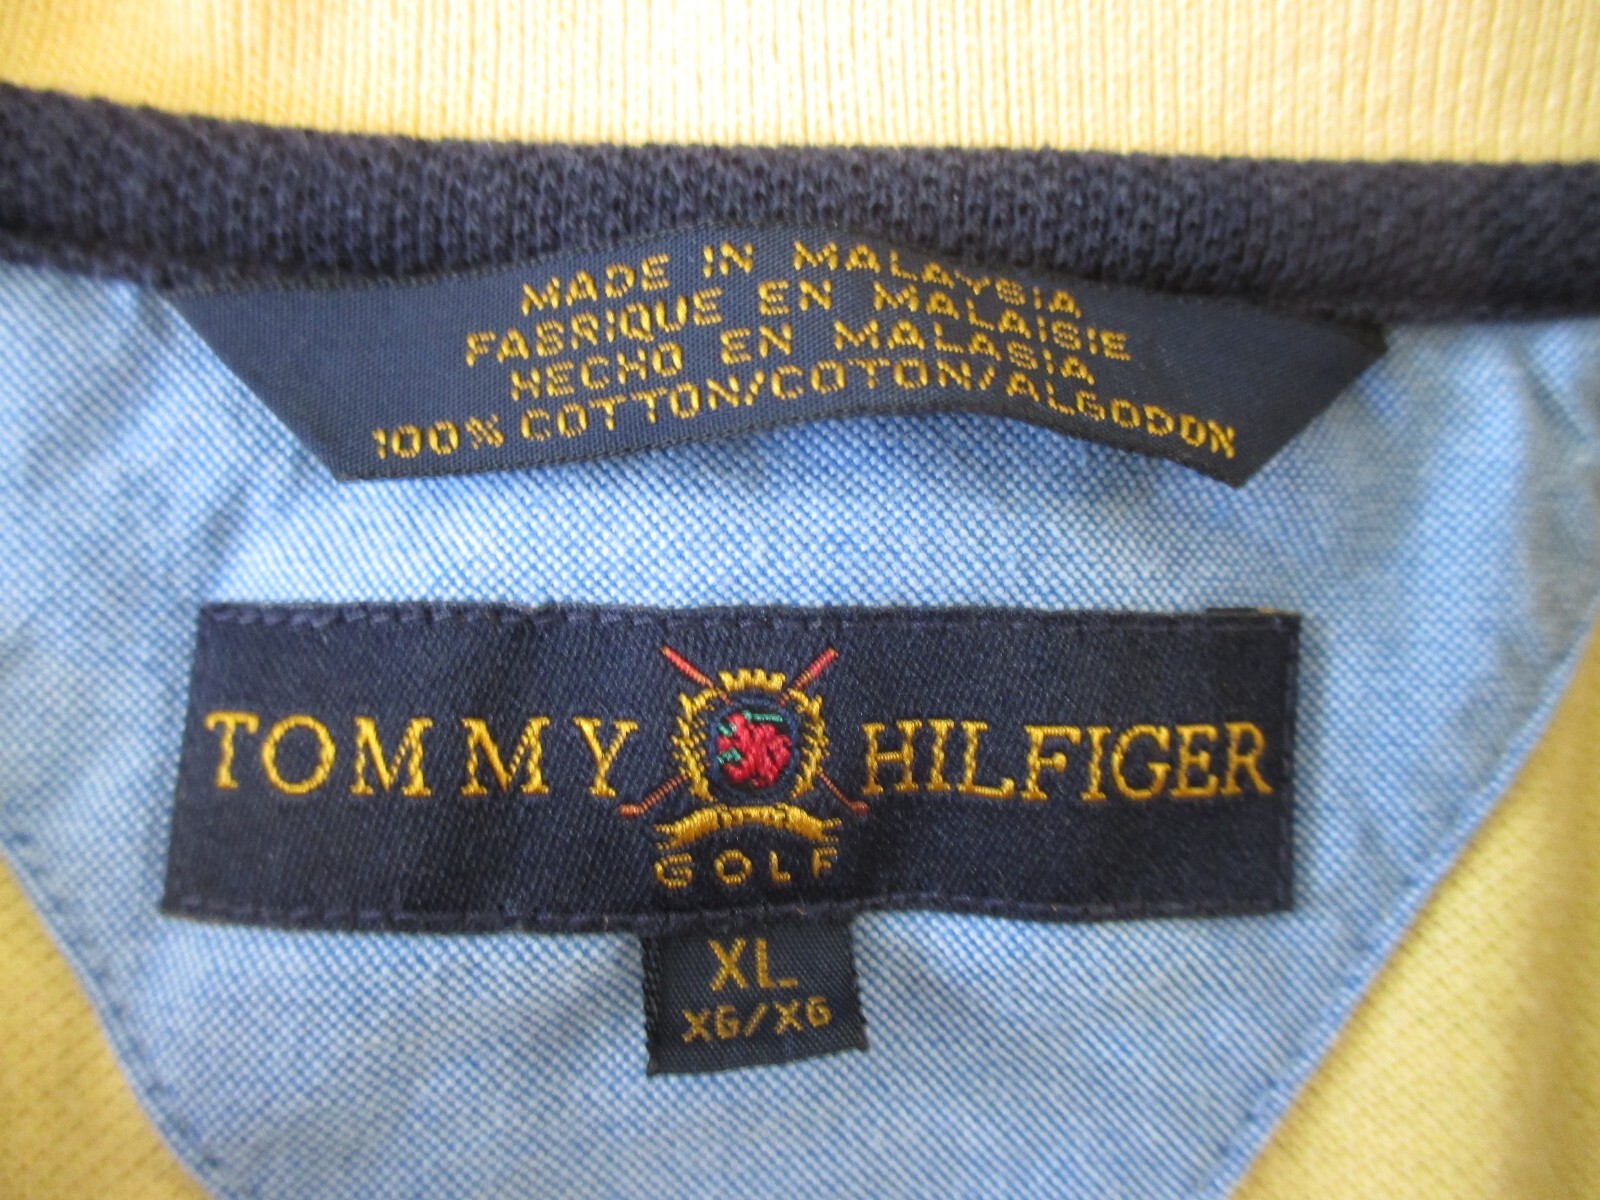 MADE IN MALAYSIA
FABRIQUE EN MALAISIE
HECHO EN MALASIA
100% COTTON/COTON/ALGODON
TOMMY HILFIGER
GOLF
XL
XG/XG